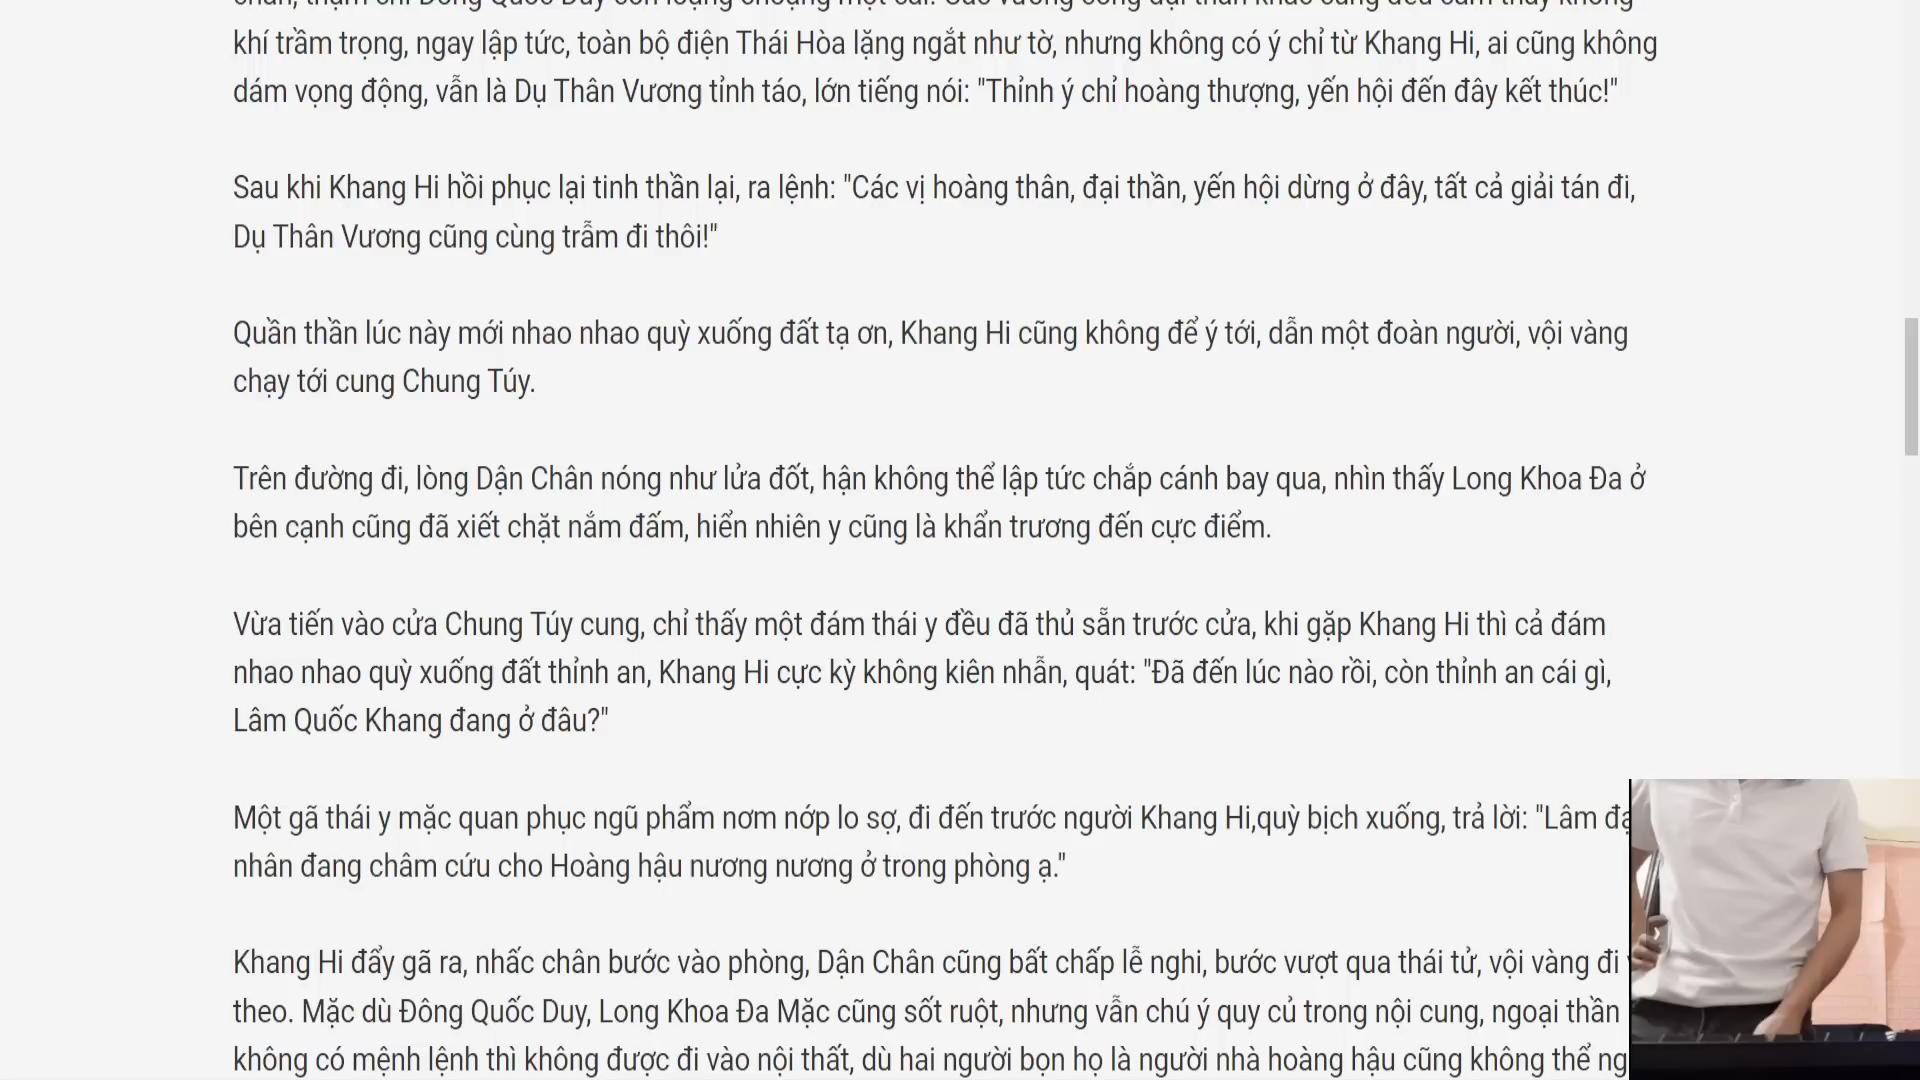 khí trầm trọng, ngay lập tức, toàn bộ điện Thái Hòa lặng ngắt như tờ, nhưng không có ý chỉ từ Khang Hi, ai cũng không
dám vọng động, vẫn là Dụ Thân Vương tỉnh táo, lớn tiếng nói: "Thỉnh ý chỉ hoàng thượng, yến hội đến đây kết thúc!"
Sau khi Khang Hi hồi phục lại tinh thần lại, ra lệnh: "Các vị hoàng thân, đại thần, yến hội dừng ở đây, tất cả giải tán đi,
Dụ Thân Vương cũng cùng trẫm đi thôi!"
Quần thần lúc này mới nhao nhao quỳ xuống đất tạ ơn, Khang Hi cũng không để ý tới, dẫn một đoàn người, vội vàng
chạy tới cung Chung Túy.
Trên đường đi, lòng Dận Chân nóng như lửa đốt, hận không thể lập tức chắp cánh bay qua, nhìn thấy Long Khoa Đa ở
bên cạnh cũng đã xiết chặt nắm đấm, hiển nhiên y cũng là khẩn trương đến cực điểm.
Vừa tiến vào cửa Chung Túy cung, chỉ thấy một đám thái y đều đã thủ sẵn trước cửa, khi gặp Khang Hi thì cả đám
nhao nhao quỳ xuống đất thỉnh an, Khang Hi cực kỳ không kiên nhẫn, quát: "Đã đến lúc nào rồi, còn thỉnh an cái gì,
Lâm Quốc Khang đang ở đâu?"
Một gã thái y mặc quan phục ngũ phẩm nơm nớp lo sợ, đi đến trước người Khang Hi,quỳ bịch xuống, trả lời: "Lâm
nhân đang châm cứu cho Hoàng hậu nương nương ở trong phòng ạ."
Khang Hi đẩy gã ra, nhấc chân bước vào phòng, Dận Chân cũng bất chấp lễ nghi, bước vượt qua thái tử, vội vàng đi
theo. Mặc dù Đông Quốc Duy, Long Khoa Đa Mặc cũng sốt ruột, nhưng vẫn chú ý quy củ trong nội cung, ngoại thần
không có mệnh lệnh thì không được đi vào nội thất, dù hai người bọn họ là người nhà hoàng hậu cũng không thể